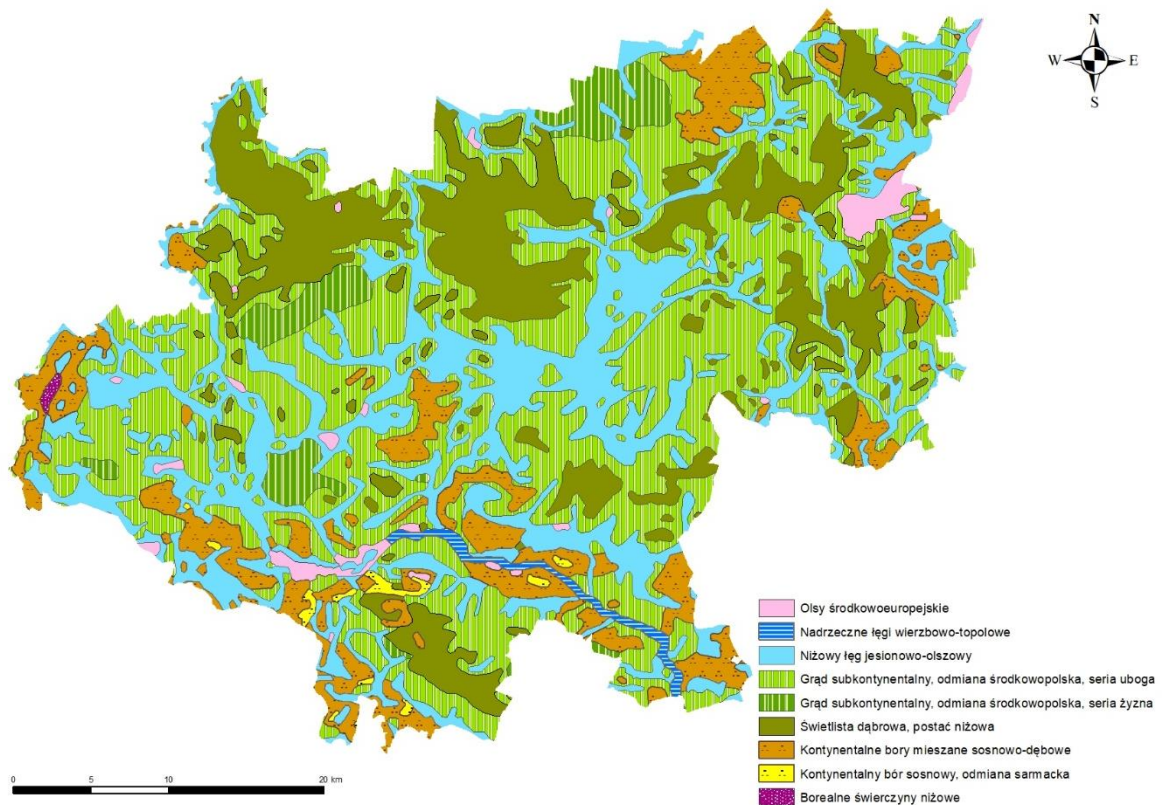 N
W E
S
Olsy środkowoeuropejskie
Nadrzeczne łęgi wierzbowo-topolowe
Niżowy łęg jesionowo-olszowy
Grąd subkontynentalny, odmiana środkowopolska, seria uboga
Grąd subkontynentalny, odmiana środkowopolska, seria żyzna
Świetlista dąbrowa, postać niżowa
Kontynentalne bory mieszane sosnowo-dębowe
Kontynentalny bór sosnowy, odmiana sarmacka
Borealne świerczyny niżowe
0 5 10 20 km